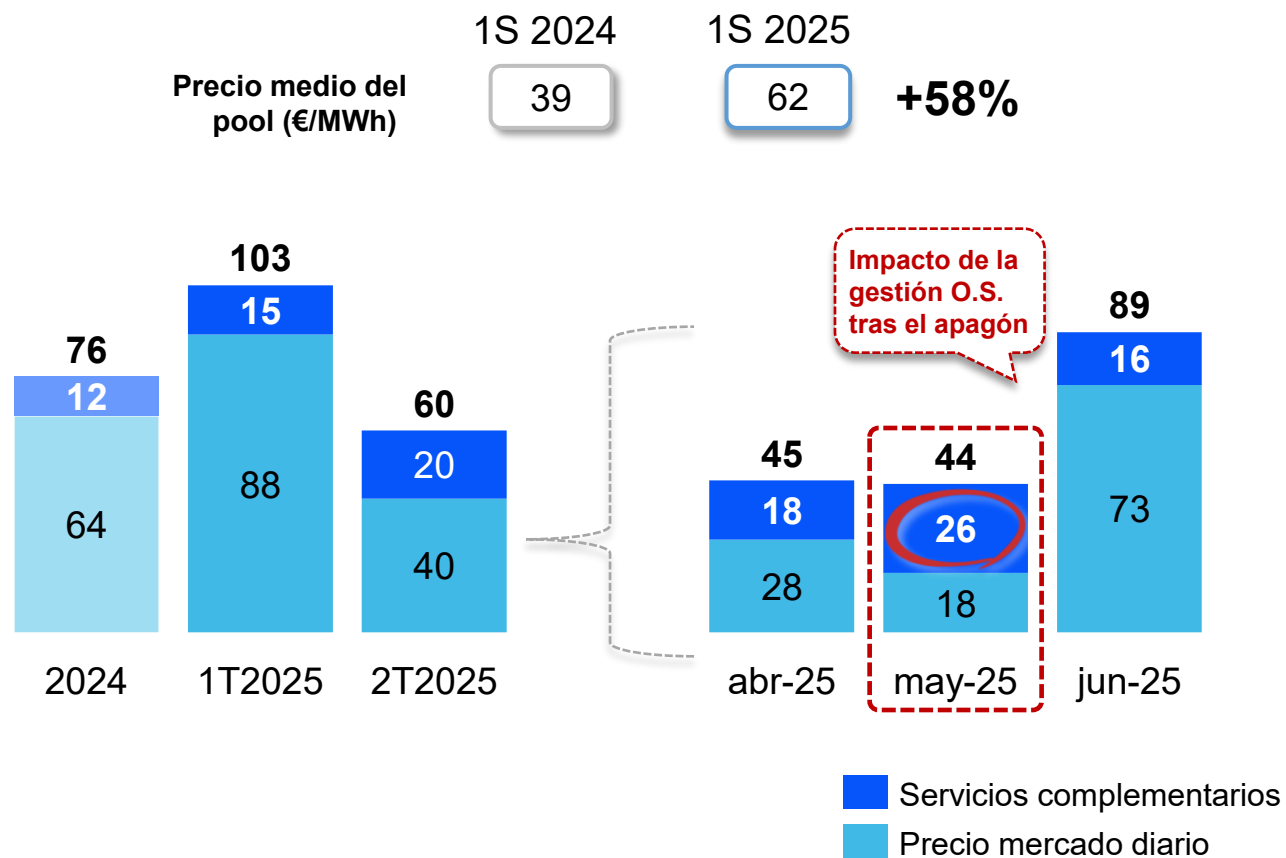 1S 2024
1S 2025
Precio medio del
pool (€/MWh)
39
62
+58%
76
12
64
103
15
88
60
20
40
Impacto de la
gestión O.S.
tras el apagón
45
18
28
44
26
18
89
16
73
2024
1T2025
2T2025
abr-25
may-25
jun-25
Servicios complementarios
Precio mercado diario